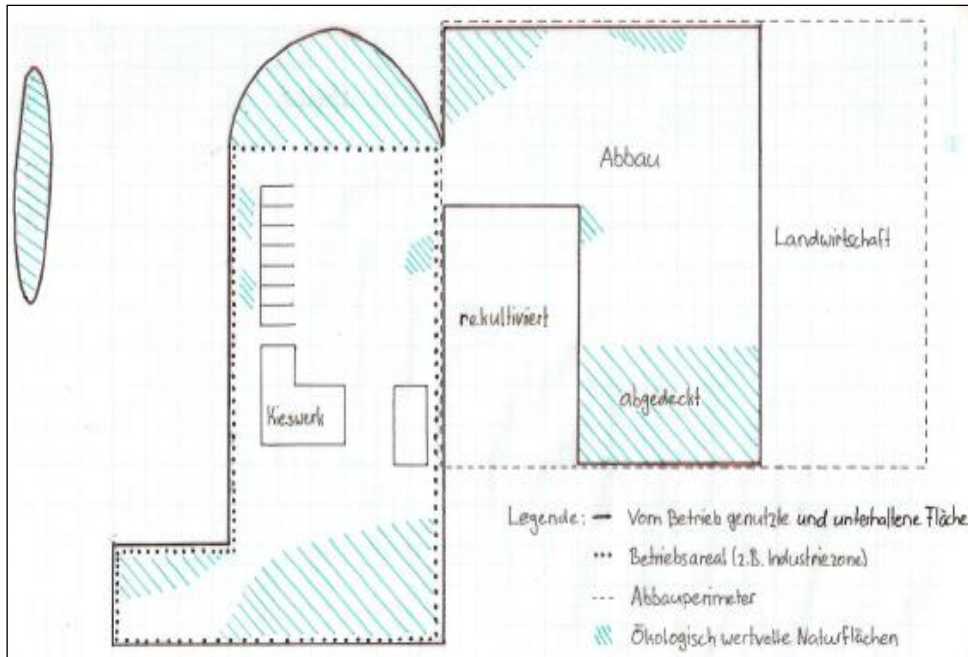 Abbau
Landwirtschaft
rekultiviert
abgedeckt
Kieswerk
Legende: Vom Betrieb genutzte und unterhaltene Fläche
Betriebsareal (z.B. Industriezone)
Abbauperimeter
Ökologisch wertvolle Naturflächen